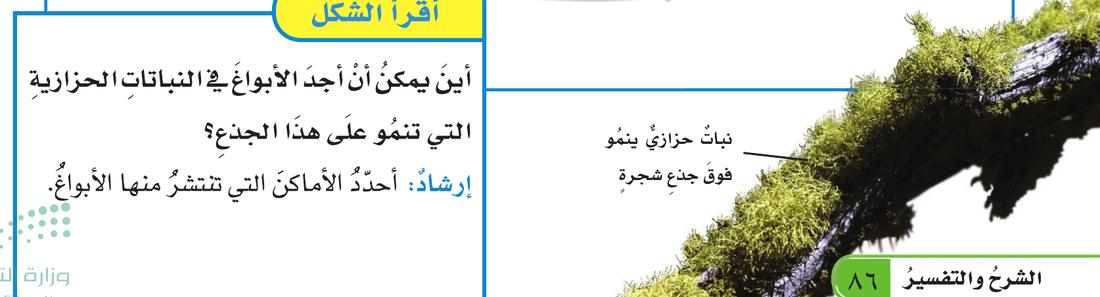 أقرأ الشكل
أينَ يمكنُ أنْ أجدَ الأبواغَ في النباتاتِ الحزازيةِ
التي تنمُو علَى هذَا الجذعِ؟
إرشادٌ: أحدّدُ الأماكنَ التي تنتشرُ منها الأبواغُ.
نباتٌ حزازيٌّ ينمُو
فوقَ جذعِ شجرةٍ
وزارة
الشرحُ والتفسيرُ
٨٦